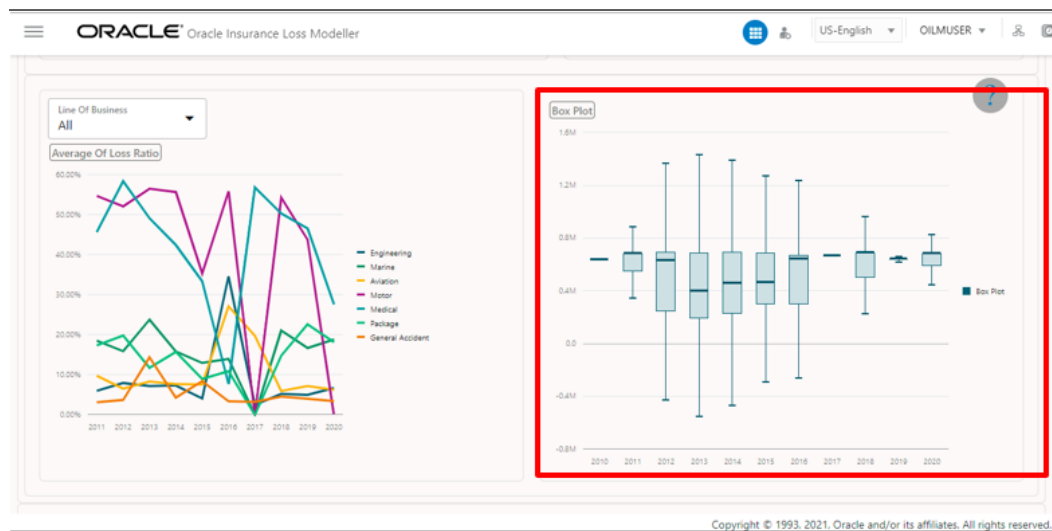 ORACLE® Oracle Insurance Loss Modeller
US-English
OILMUSER
Line Of Business
All
Average Of Loss Ratio
60.00%
50.00%
40.00%
30.00%
20.00%
10.00%
0.00%
2011 2012 2013 2014 2015 2016 2017 2018 2019 2020
Engineering
Marine
Aviation
Motor
Medical
Package
General Accident
?
Box Plot
1.6M
1.2M
0.8M
0.4M
0.0
-0.4M
-0.8M
2010 2011 2012 2013 2014 2015 2016 2017 2018 2019 2020
Box Plot
Copyright © 1993, 2021, Oracle and/or its affiliates. All rights reserved.